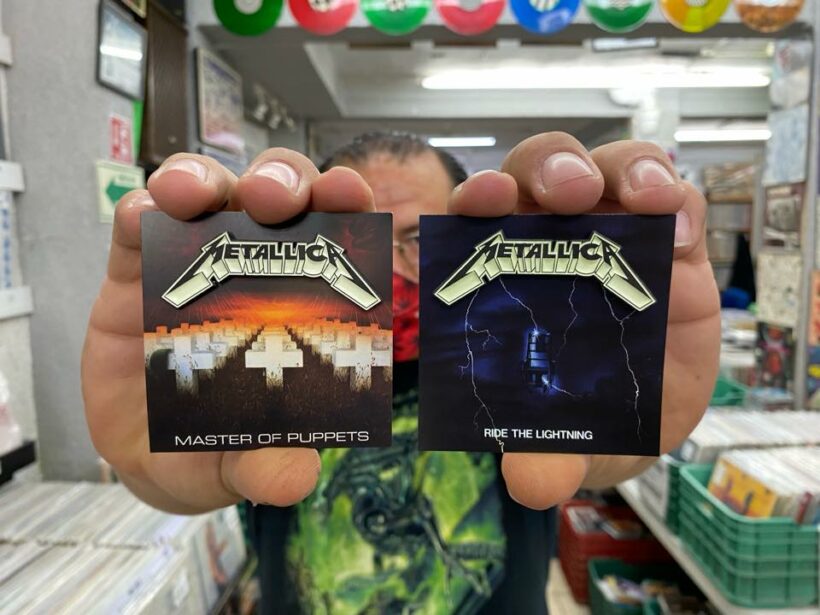 METALLICA
MASTER OF PUPPETS
METALLICA
RIDE THE LIGHTNING